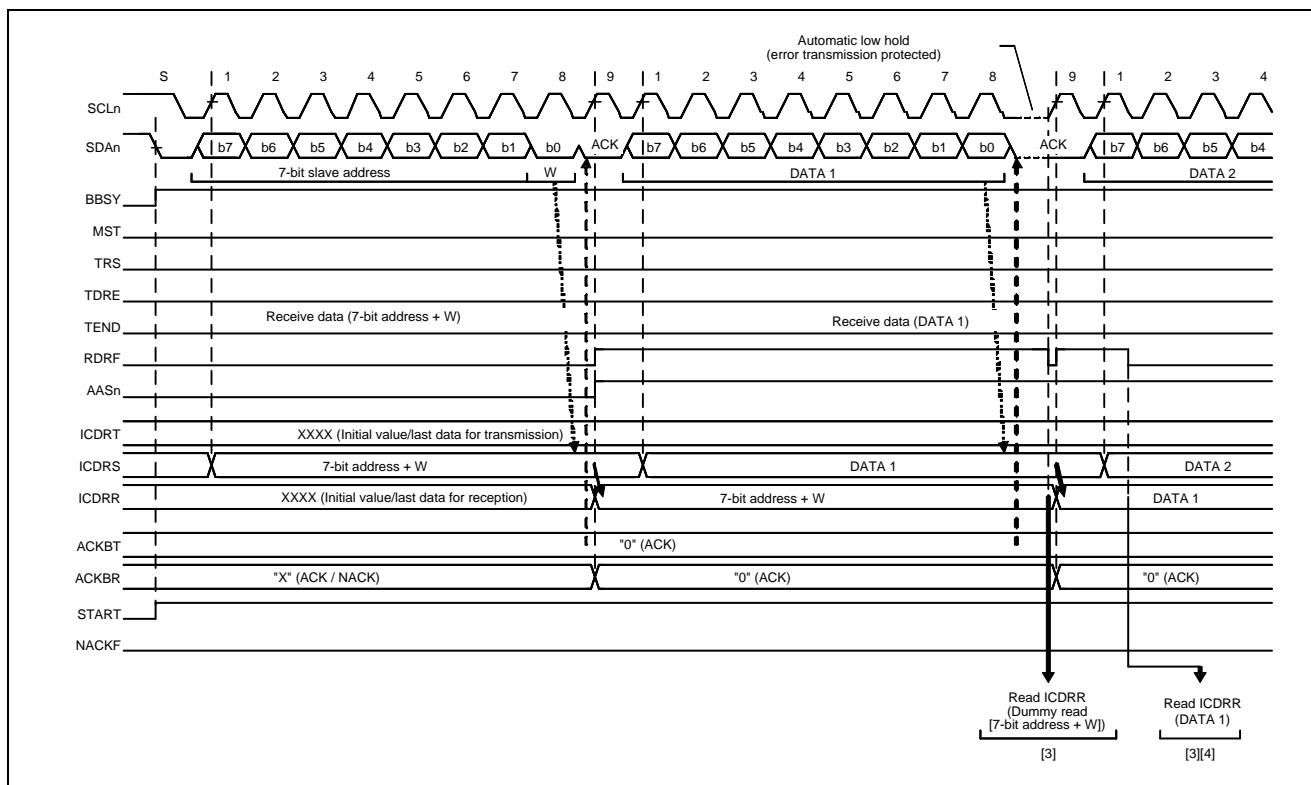 Automatic low hold
(error transmission protected)
S 1 2 3 4 5 6 7 8 9 1 2 3 4 5 6 7 8 9 1 2 3 4
SCLn
SDAn b7 b6 b5 b4 b3 b2 b1 b0 ACK b7 b6 b5 b4 b3 b2 b1 b0 ACK b7 b6 b5 b4
7-bit slave address W DATA 1 DATA 2
BBSY
MST
TRS
TDRE
Receive data (7-bit address + W) Receive data (DATA 1)
TEND
RDRF
AASn
ICDRT XXXX (Initial value/last data for transmission)
ICDRS 7-bit address + W DATA 1 DATA 2
ICDRR XXXX (Initial value/last data for reception) 7-bit address + W DATA 1
ACKBT "0" (ACK)
ACKBR "X" (ACK / NACK) "0" (ACK) "0" (ACK)
START
NACKF
Read ICDRR
(Dummy read
[7-bit address + W])
[3]
Read ICDRR
(DATA 1)
[3][4]